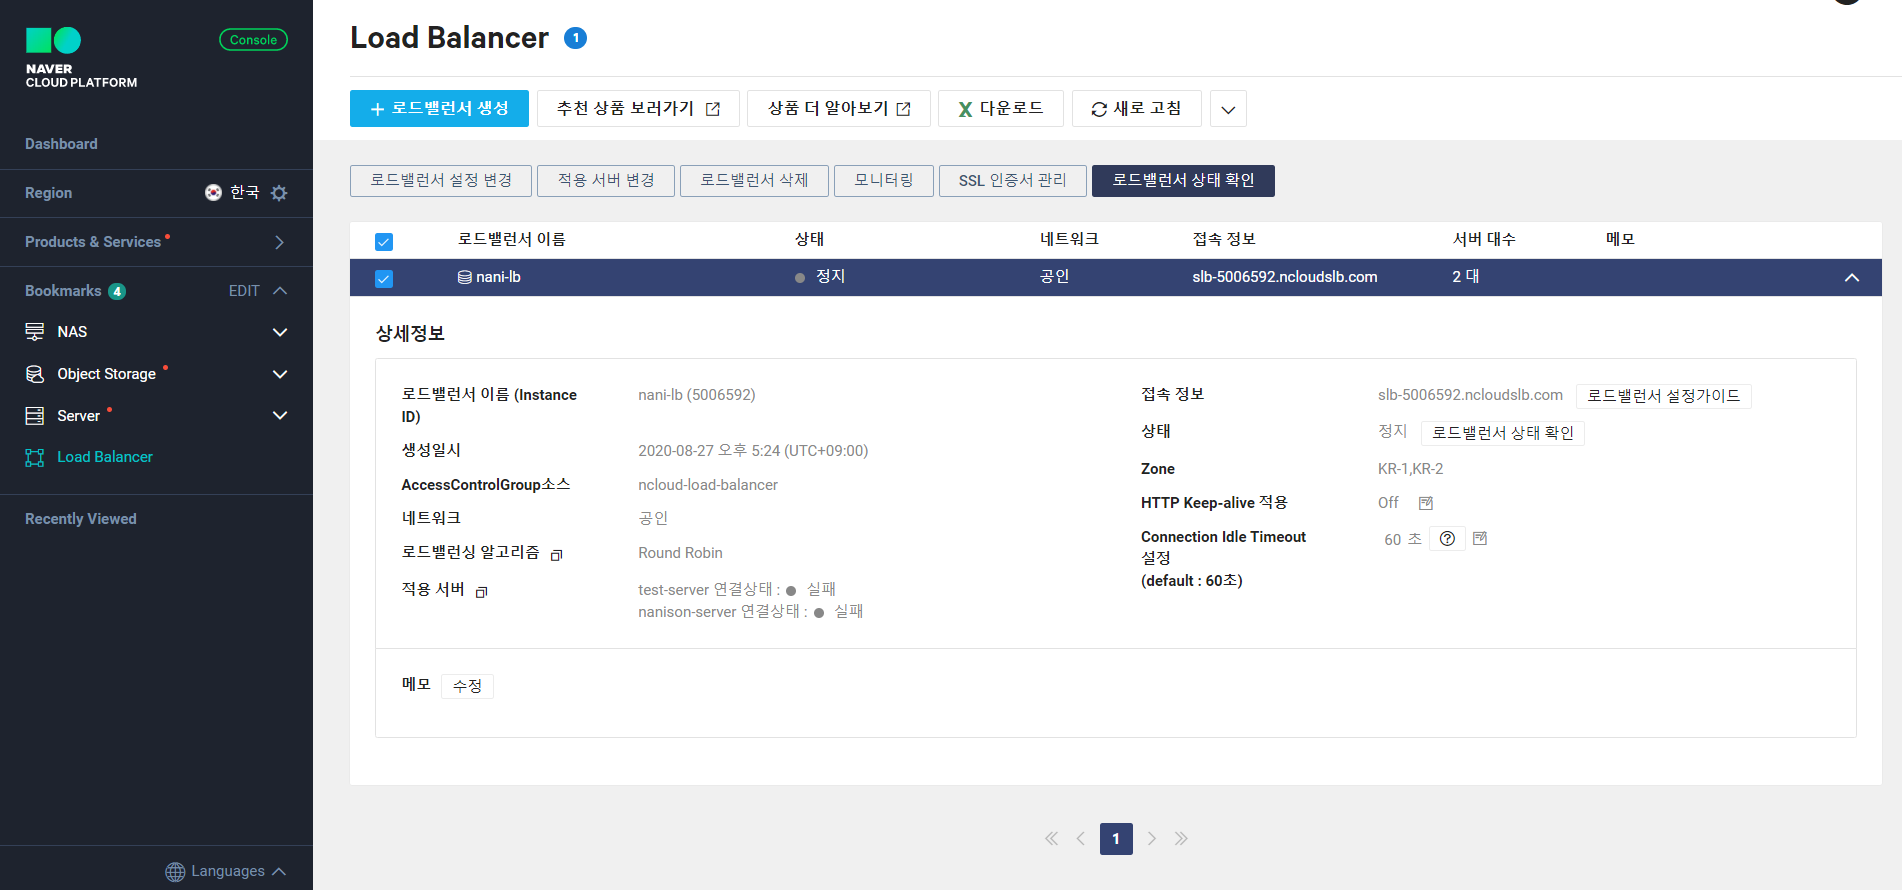 NAVER
CLOUD PLATFORM
Console
Dashboard
Region
한국
Products & Services
Bookmarks 4
EDIT
NAS
Object Storage
Server
Load Balancer
Recently Viewed
Languages
Load Balancer 1
+ 로드밸런서 생성
추천 상품 보러가기
상품 더 알아보기
X 다운로드
새로 고침
로드밸런서 설정 변경
적용 서버 변경
로드밸런서 삭제
모니터링
SSL 인증서 관리
로드밸런서 상태 확인
로드밸런서 이름 상태 네트워크 접속 정보 서버 대수 메모
nani-lb 정지 공인 slb-5006592.ncloudslb.com 2 대
상세정보
로드밸런서 이름 (Instance
ID)
nani-lb (5006592)
생성일시 2020-08-27 오후 5:24 (UTC+09:00)
AccessControlGroup소스 ncloud-load-balancer
네트워크 공인
로드밸런싱 알고리즘 Round Robin
적용 서버 test-server 연결상태 : 실패
nanison-server 연결상태 : 실패
접속 정보 slb-5006592.ncloudslb.com 로드밸런서 설정가이드
상태 정지 로드밸런서 상태 확인
Zone KR-1,KR-2
HTTP Keep-alive 적용 Off
Connection Idle Timeout
설정
(default : 60초)
60 초 ?
메모 수정
1